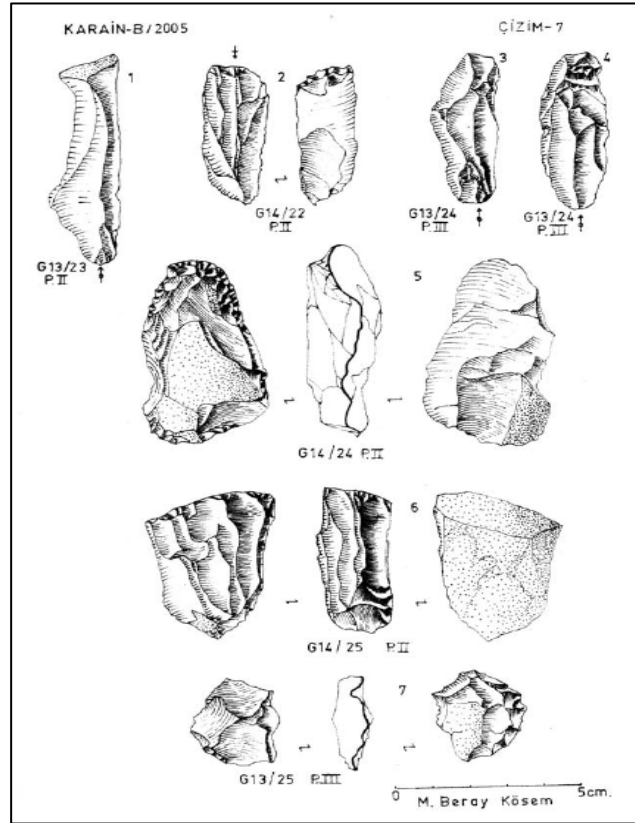 KARAİN-B/2005
ÇİZİM-7
1
2
3
4
G13/23
P.II
G14/22
P.II
G13/24
P.III
G13/24
P.III
5
G14/24 P.II
6
G14/25 P.II
7
G13/25 P.III
0 5cm.
M. Beray Kösem